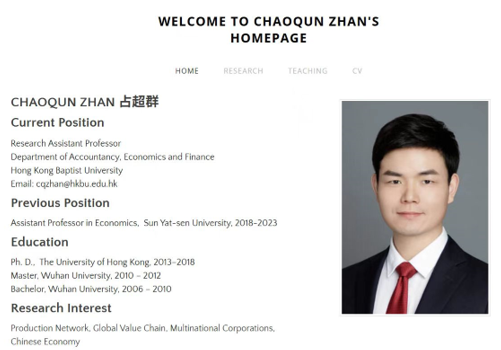 WELCOME TO CHAOQUN ZHAN'S
HOMEPAGE
HOME RESEARCH TEACHING CV
CHAOQUN ZHAN 占超群
Current Position
Research Assistant Professor
Department of Accountancy, Economics and Finance
Hong Kong Baptist University
Email: cqzhan@hkbu.edu.hk
Previous Position
Assistant Professor in Economics, Sun Yat-sen University, 2018-2023
Education
Ph. D., The University of Hong Kong, 2013-2018
Master, Wuhan University, 2010 – 2012
Bachelor, Wuhan University, 2006 – 2010
Research Interest
Production Network, Global Value Chain, Multinational Corporations,
Chinese Economy